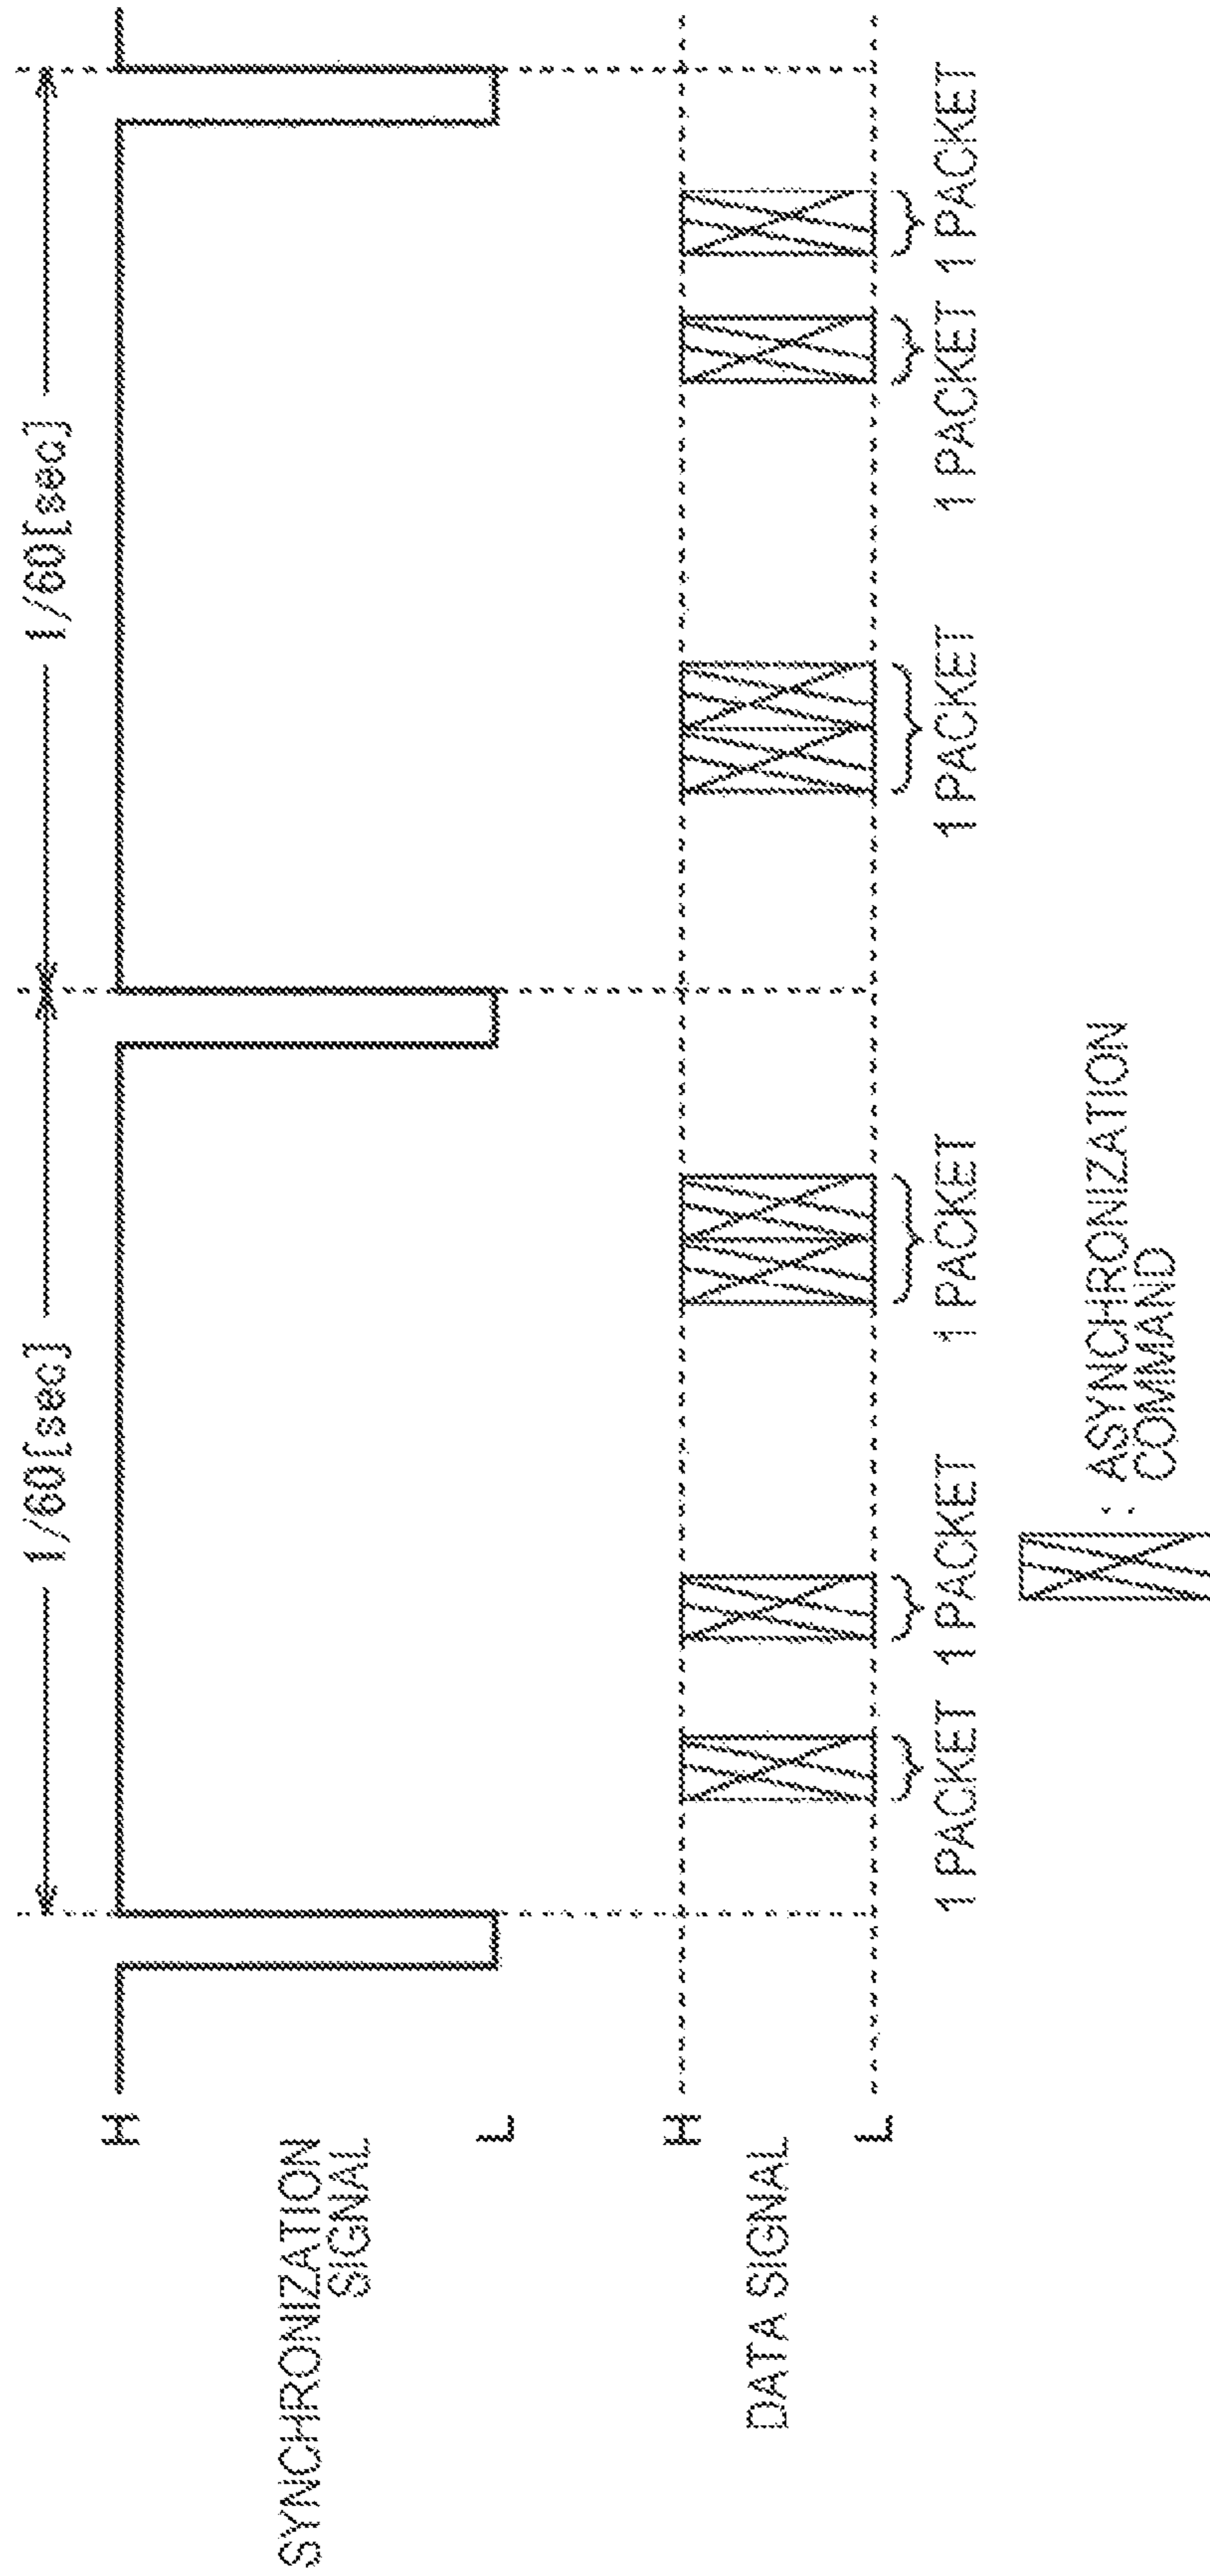 1/60[sec]
1/60[sec]
H
SYNCHRONIZATION
SIGNAL
L
H
DATA SIGNAL
L
1 PACKET
1 PACKET
1 PACKET
1 PACKET
1 PACKET
1 PACKET
: ASYNCHRONIZATION
COMMAND